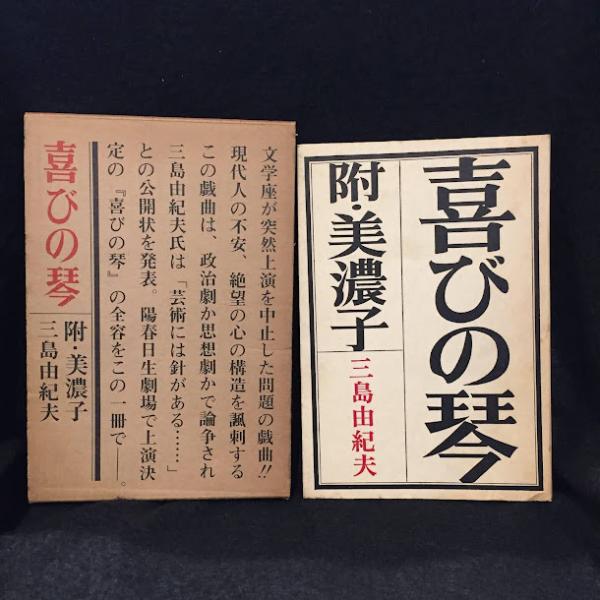 文学座が突然上演を中止した問題の戯曲!!
現代人の不安、絶望の心の構造を諷刺する
この戯曲は、政治劇か思想劇かで論争され
三島由紀夫氏は「芸術には針がある……」
との公開状を発表。陽春日生劇場で上演決
定の『喜びの琴』の全容をこの一冊で――。
喜びの琴
附・美濃子
三島由紀夫
喜びの琴
附・美濃子
三島由紀夫